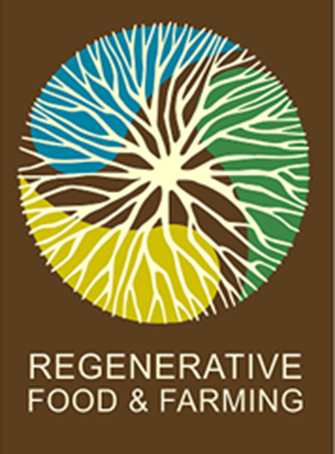 REGENERATIVE
FOOD & FARMING